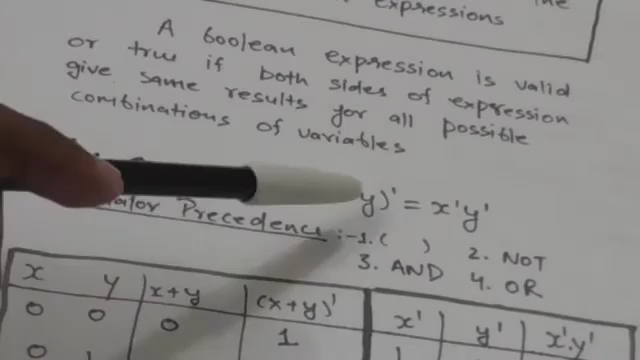 the
expressions
A boolean expression is valid
or true if both sides of expression
give same results for all possible
combinations of variables
y)' = x'y'
Precedence :- 1. ( ) 2. NOT
3. AND 4. OR
x y x+y (x+y)' x' y' x'.y'
0 0 0 1
0